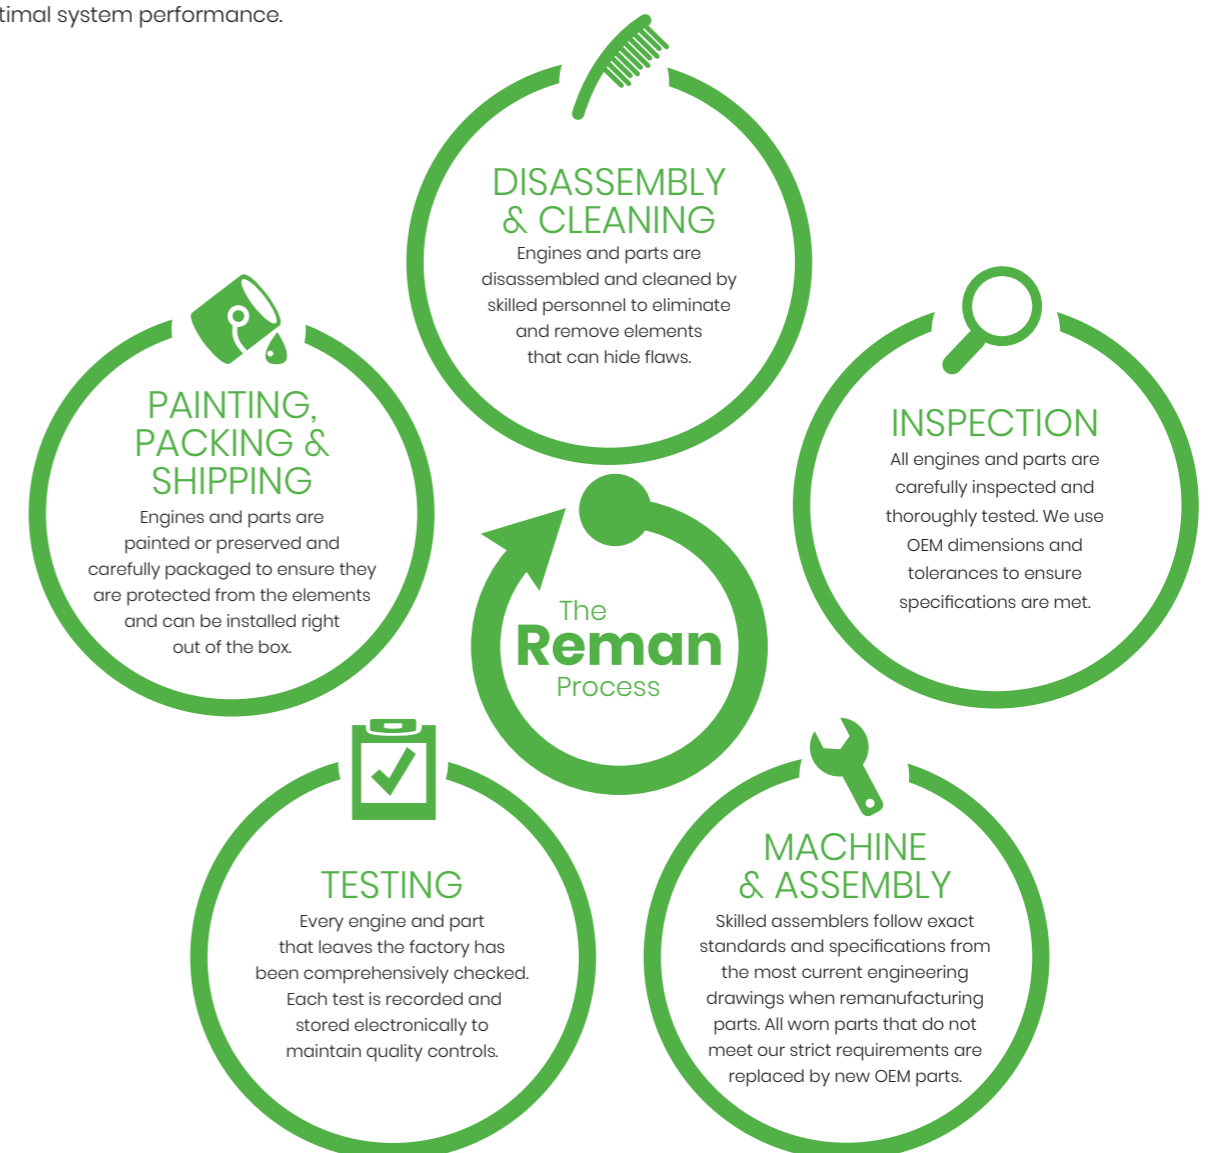 timal system performance.
DISASSEMBLY
& CLEANING
Engines and parts are
disassembled and cleaned by
skilled personnel to eliminate
and remove elements
that can hide flaws.
INSPECTION
All engines and parts are
carefully inspected and
thoroughly tested. We use
OEM dimensions and
tolerances to ensure
specifications are met.
MACHINE
& ASSEMBLY
Skilled assemblers follow exact
standards and specifications from
the most current engineering
drawings when remanufacturing
parts. All worn parts that do not
meet our strict requirements are
replaced by new OEM parts.
TESTING
Every engine and part
that leaves the factory has
been comprehensively checked.
Each test is recorded and
stored electronically to
maintain quality controls.
PAINTING,
PACKING &
SHIPPING
Engines and parts are
painted or preserved and
carefully packaged to ensure they
are protected from the elements
and can be installed right
out of the box.
The
Reman
Process